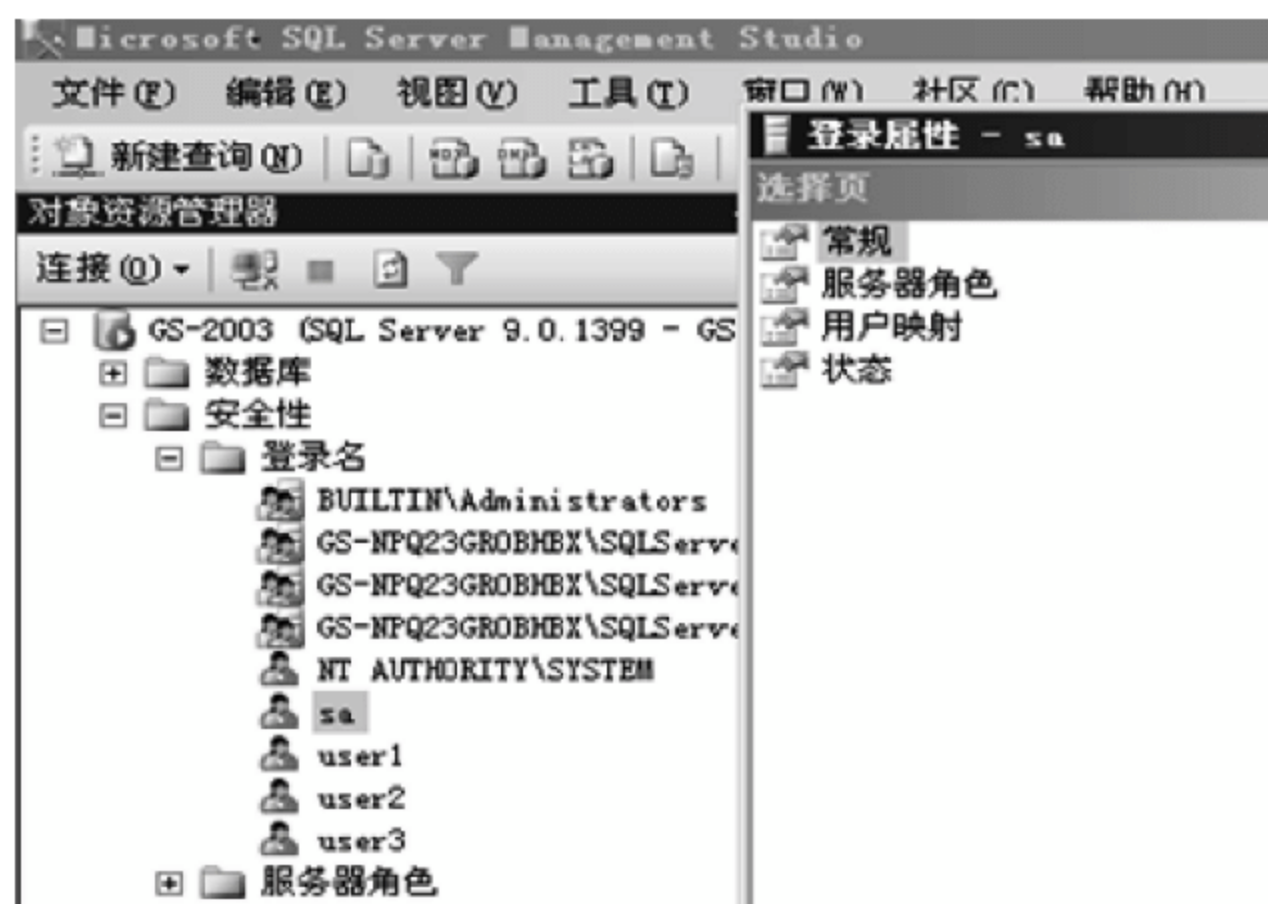 Microsoft SQL Server Management Studio
文件(F) 编辑(E) 视图(V) 工具(T) 窗口(W) 社区(C) 帮助(H)
新建查询(N)
对象资源管理器
连接(O)
GS-2003 (SQL Server 9.0.1399 - GS
数据库
安全性
登录名
BUILTIN\Administrators
GS-NPQ23GROBHBX\SQLServe
GS-NPQ23GROBHBX\SQLServe
GS-NPQ23GROBHBX\SQLServe
NT AUTHORITY\SYSTEM
sa
user1
user2
user3
服务器角色
登录属性 - sa
选择页
常规
服务器角色
用户映射
状态